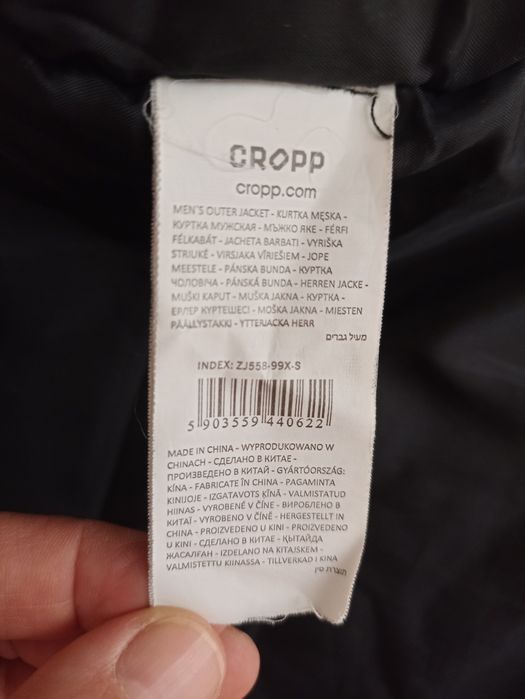 CROPP
cropp.com
MEN'S OUTER JACKET - KURTKA MĘSKA -
КУРТКА МУЖСКАЯ - МЪЖКО ЯКЕ - FÉRFI
FÉLKABÁT - JACHETA BARBATI - VYRIŠKA
STRIUKĖ - VIRSJAKA VĪRIEŠIEM - JOPE
MEESTELE - PÁNSKA BUNDA - КУРТКА
ЧОЛОВІЧА - PÁNSKÁ BUNDA - HERREN JACKE -
MUŠKI KAPUT - MUŠKA JAKNA - КУРТКА -
ЕРЛЕР КҮРТЕШЕСІ - MOŠKA JAKNA - MIESTEN
PÄÄLLYSTAKKI - YTTERJACKA HERR
מעיל גברים
INDEX: ZJ558-99X-S
5 903559 440622
MADE IN CHINA - WYPRODUKOWANO W
CHINACH - СДЕЛАНО В КИТАЕ -
ПРОИЗВЕДЕНО В КИТАЙ - GYÁRTÓORSZÁG:
KÍNA - FABRICATE ÎN CHINA - PAGAMINTA
KINIJOJE - IZGATAVOTS ĶĪNĀ - VALMISTATUD
HIINAS - VYROBENÉ V ČÍNE - ВИРОБЛЕНО В
КИТАЇ - VYROBENO V ČÍNĚ - HERGESTELLT IN
CHINA - PROIZVEDENO U KINI - PROIZVEDENO
U KINI - СДЕЛАНО В КИТАЕ - ҚЫТАЙДА
ЖАСАЛҒАН - IZDELANO NA KITAJSKEM -
VALMISTETTU KIINASSA - TILLVERKAD I KINA
תוצרת סין